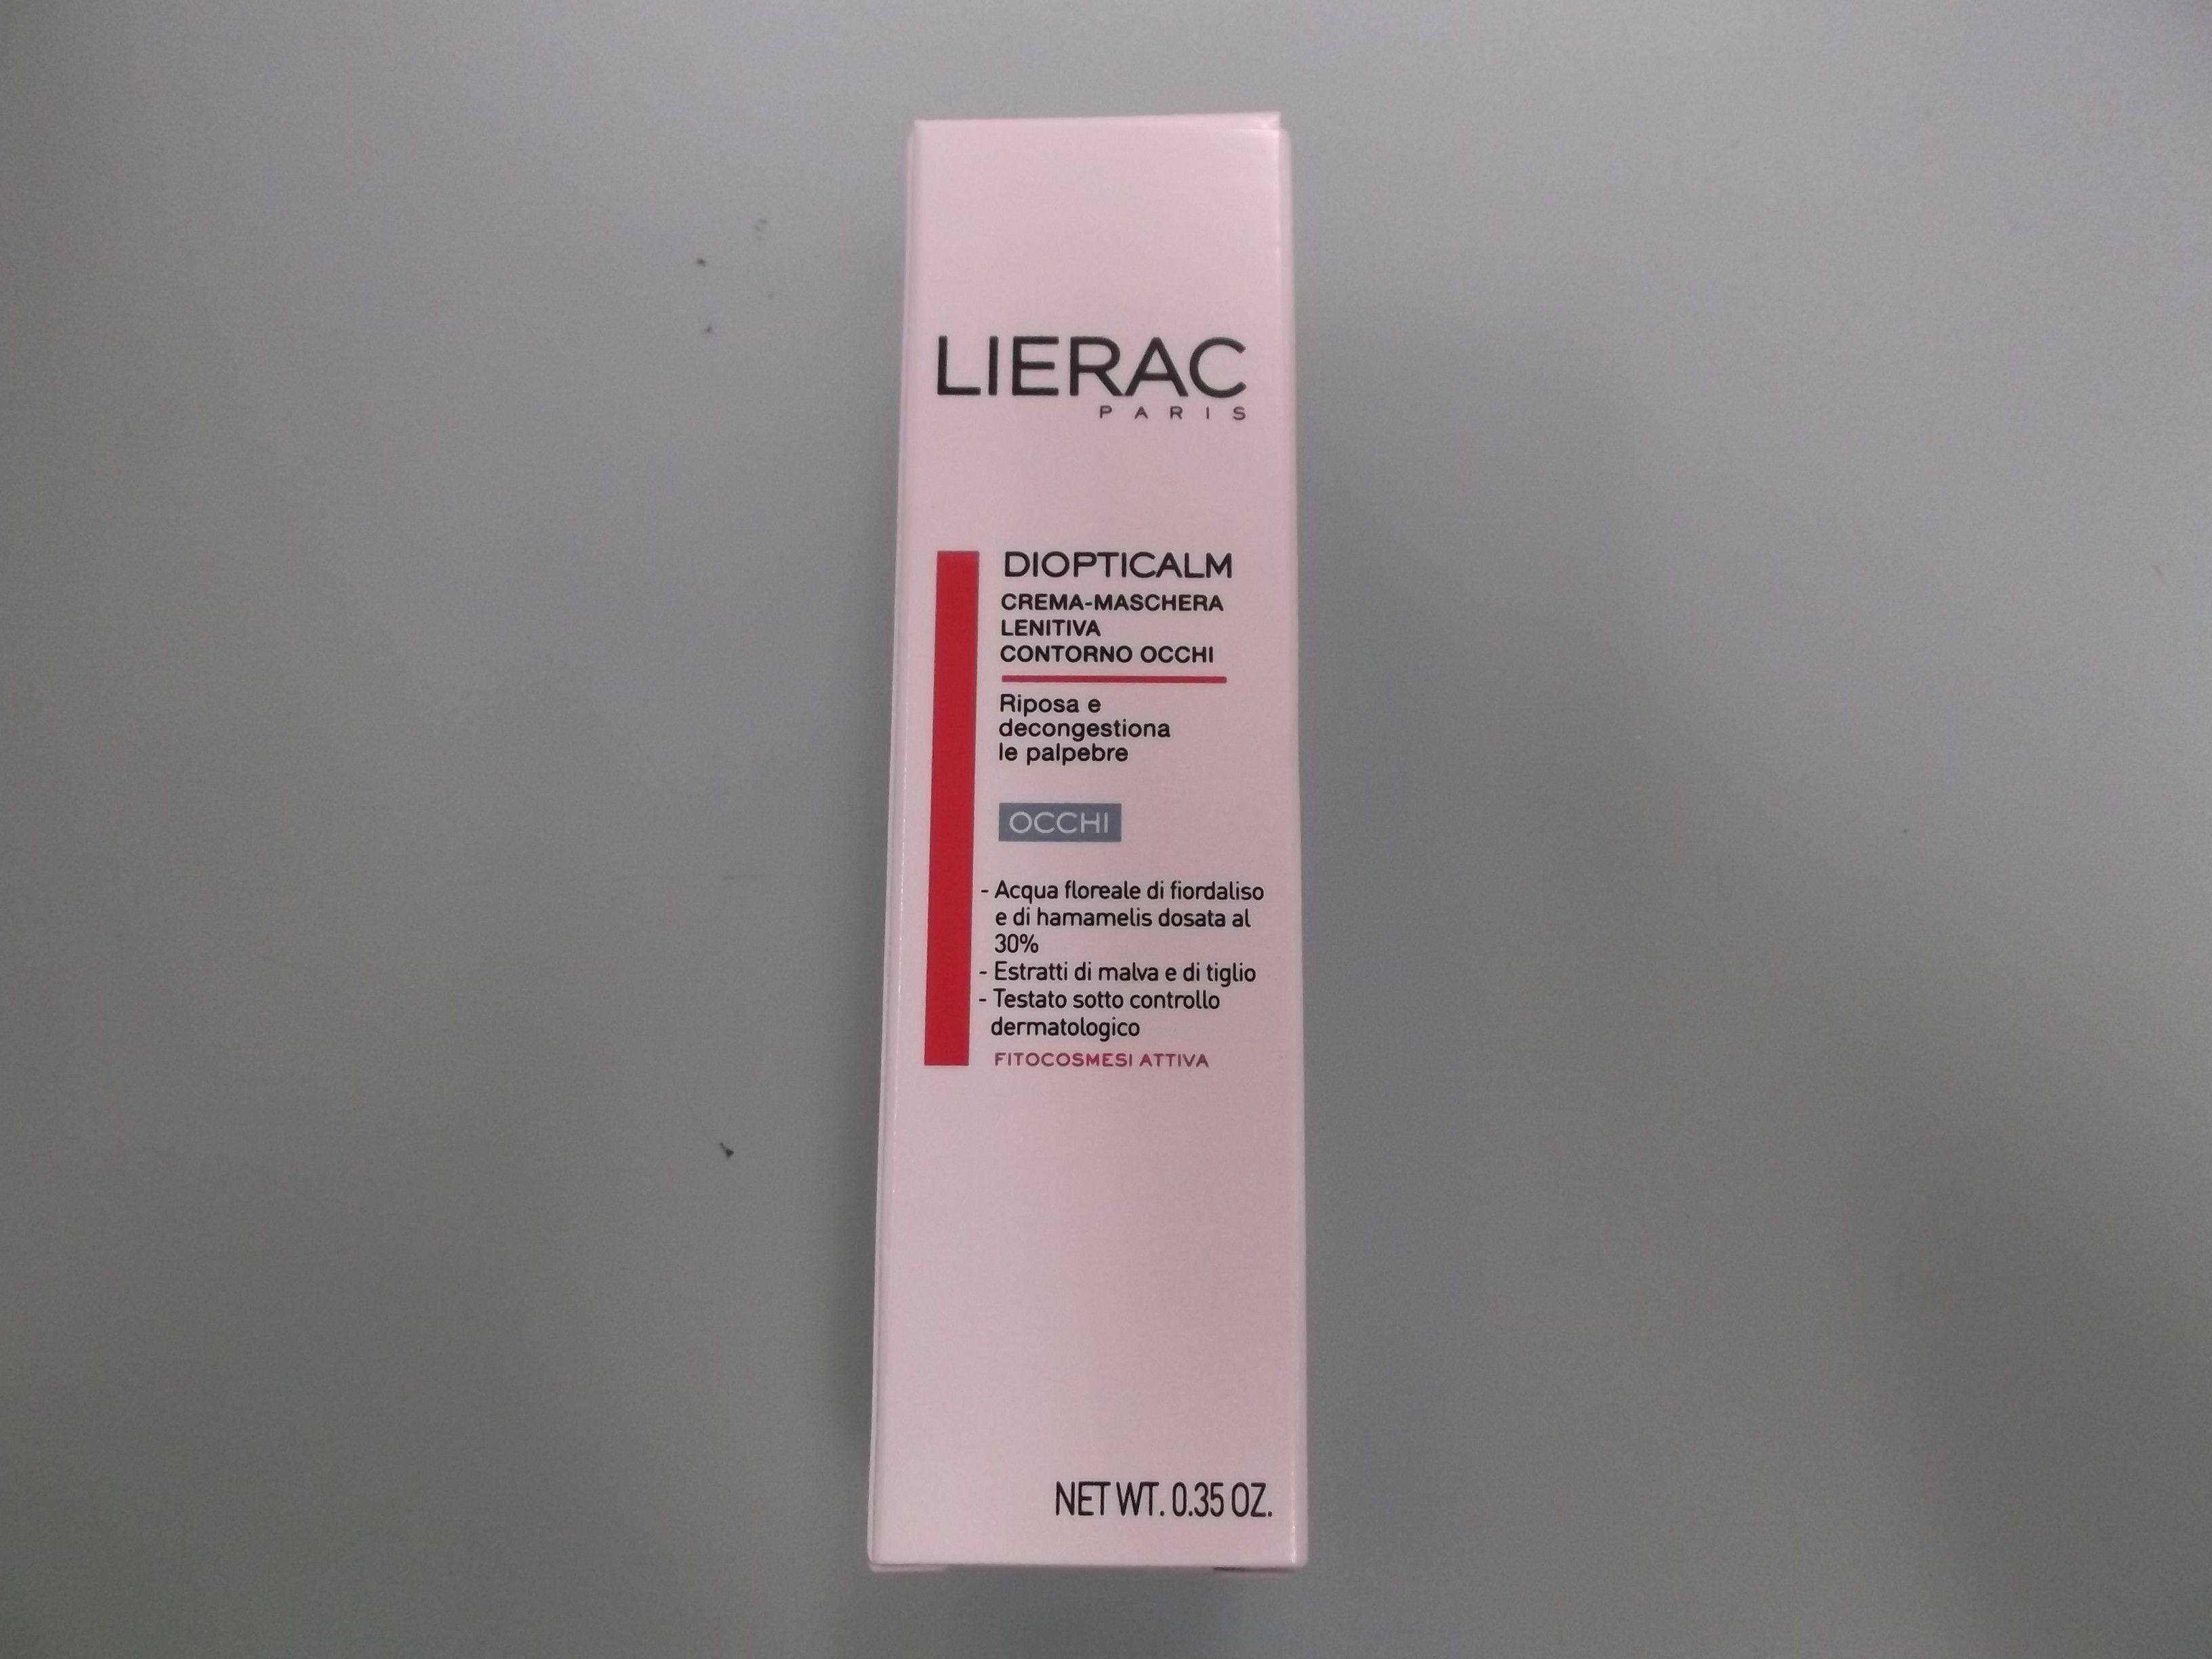 LIERAC
PARIS
DIOPTICALM
CREMA-MASCHERA
LENITIVA
CONTORNO OCCHI
Riposa e
decongestiona
le palpebre
OCCHI
- Acqua floreale di fiordaliso
e di hamamelis dosata al
30%
- Estratti di malva e di tiglio
- Testato sotto controllo
dermatologico
FITOCOSMESI ATTIVA
NET WT. 0.35 OZ.